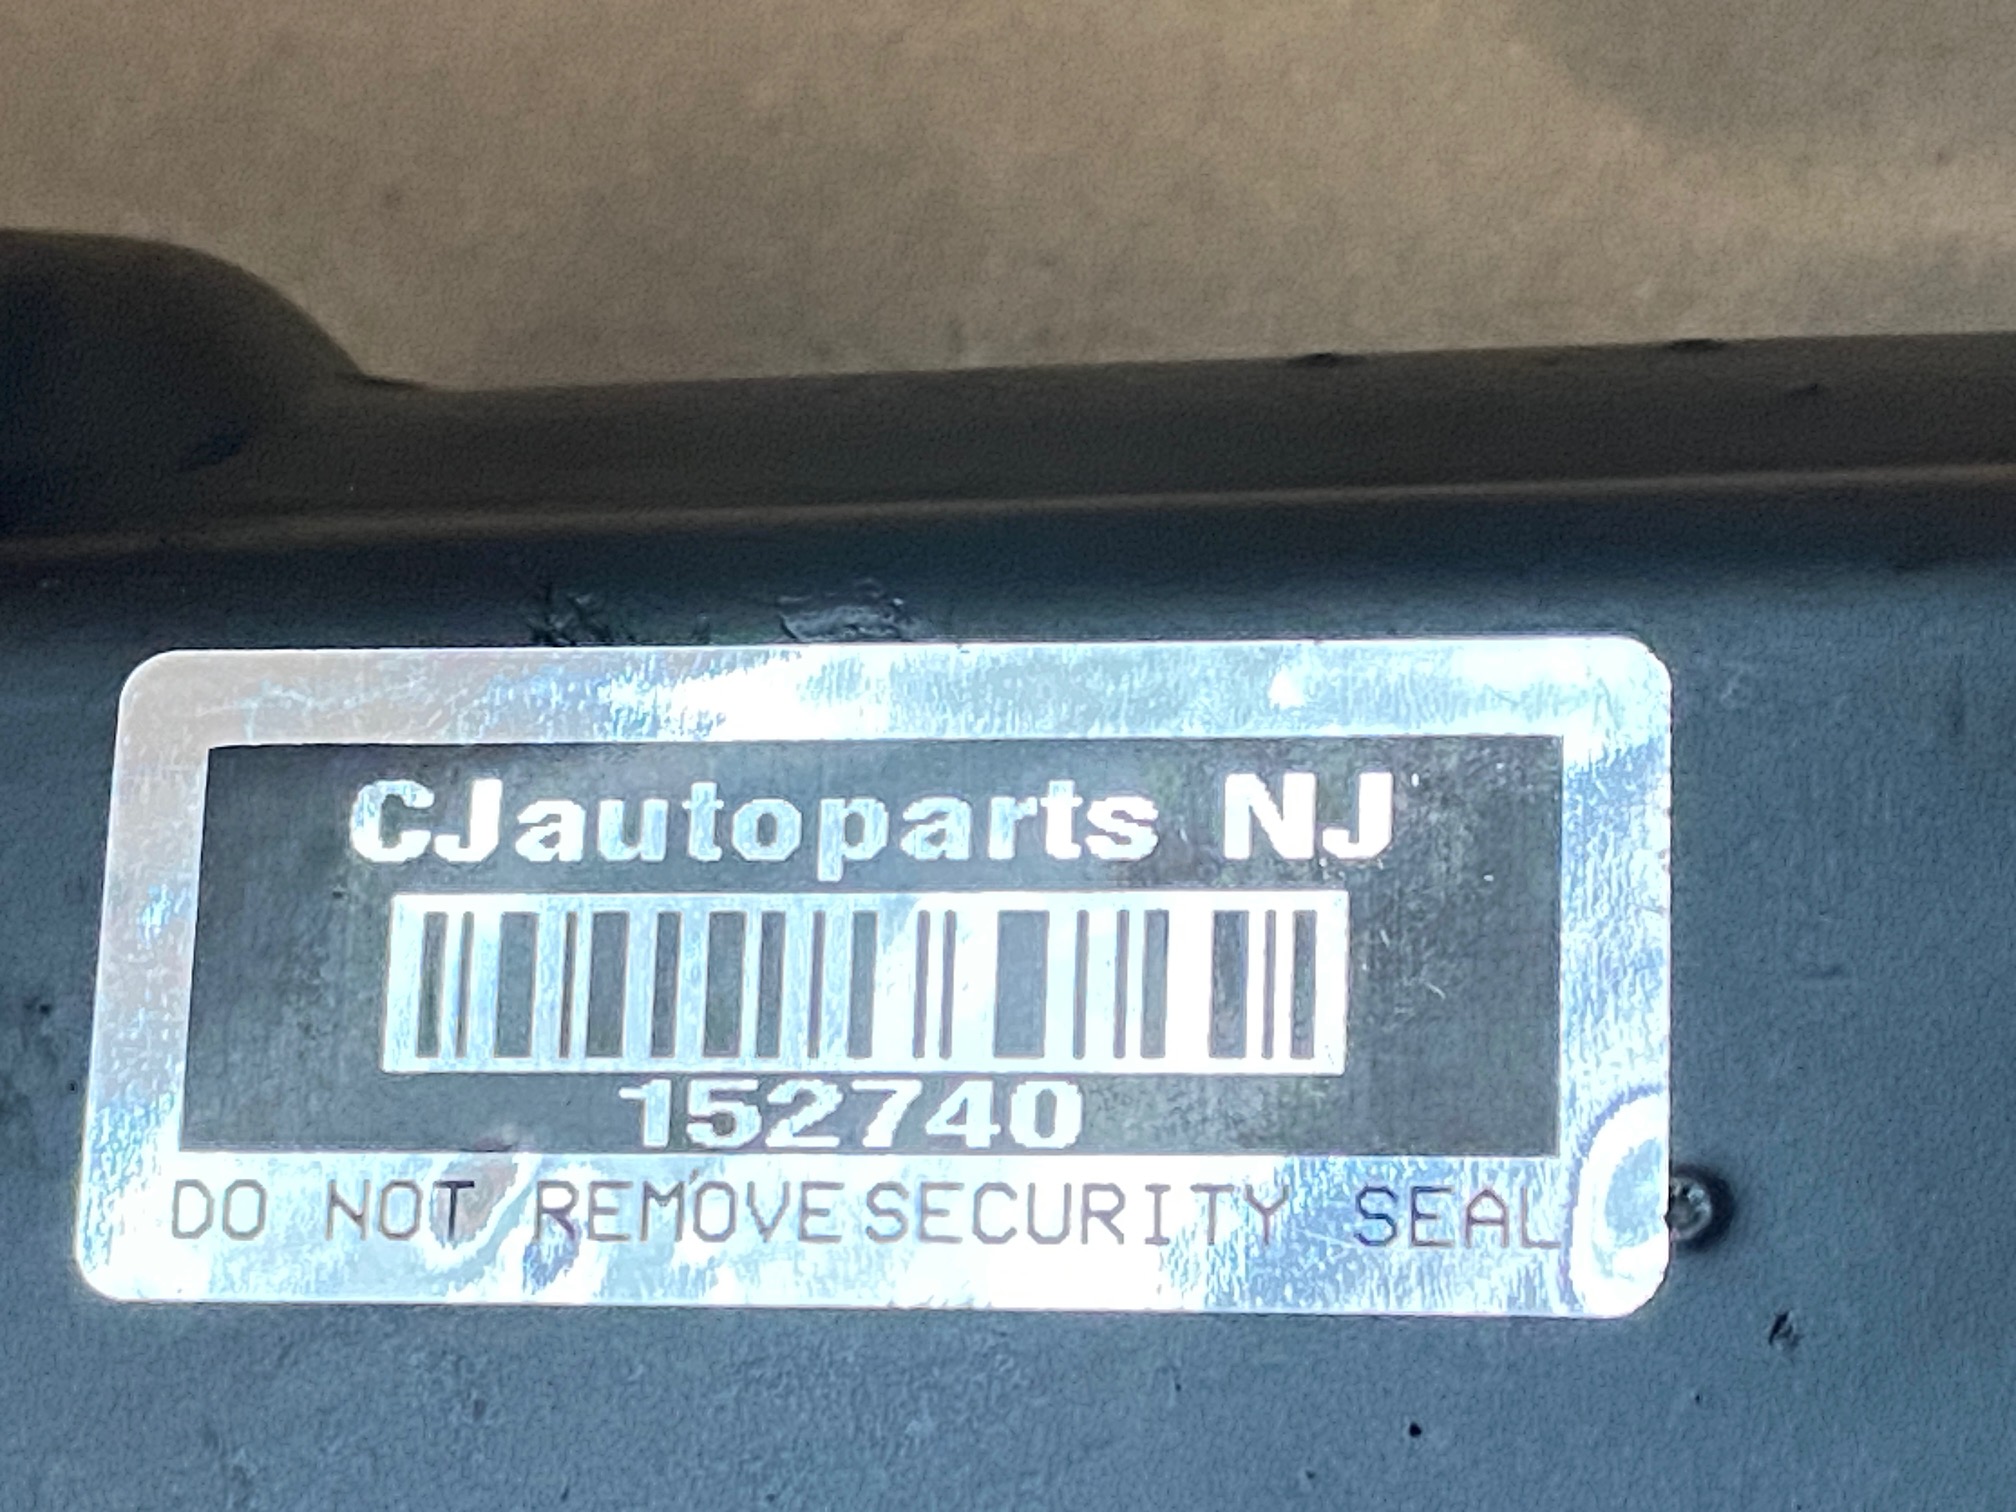 CJautoparts NJ
152740
DO NOT REMOVE SECURITY SEAL